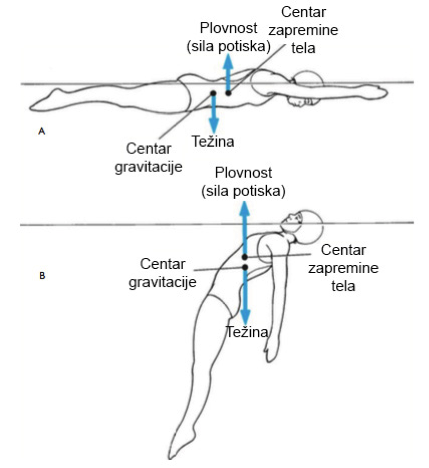 Plovnost
(sila potiska)
Centar
zapremine
tela
A
Centar
gravitacije
Težina
Plovnost
(sila potiska)
B
Centar
gravitacije
Centar
zapremine
tela
Težina